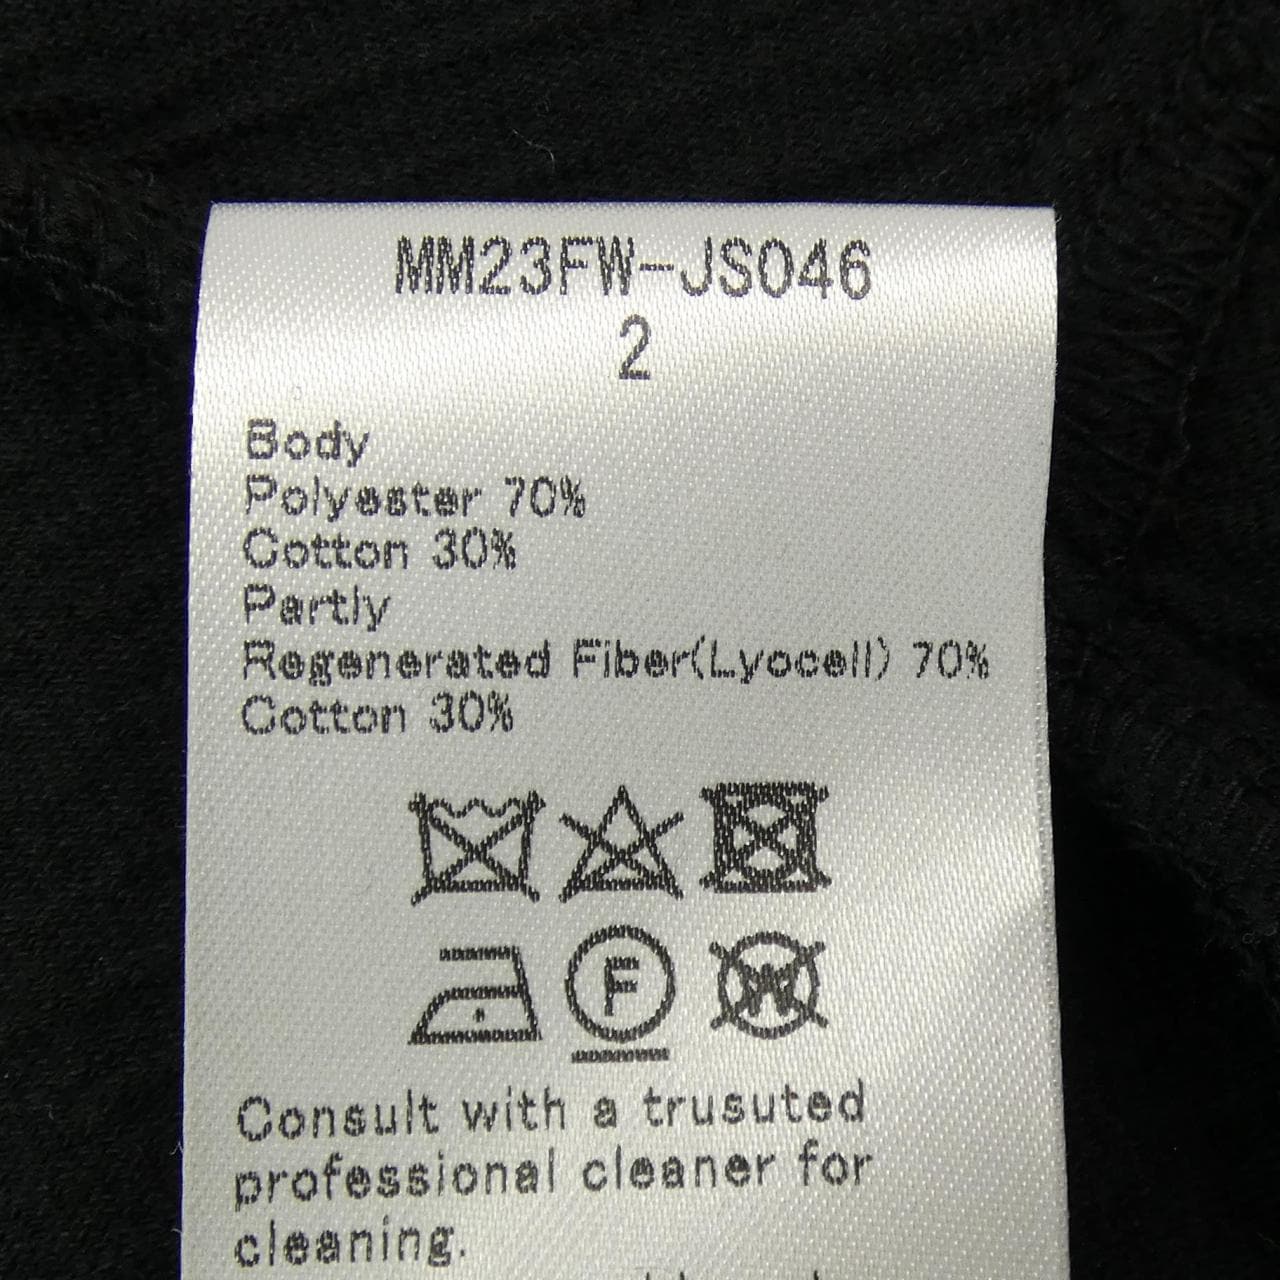 MM23FW-JS046
2
Body
Polyester 70%
Cotton 30%
Partly
Regenerated Fiber(Lyocell) 70%
Cotton 30%
F
W
Consult with a trusuted
professional cleaner for
cleaning.